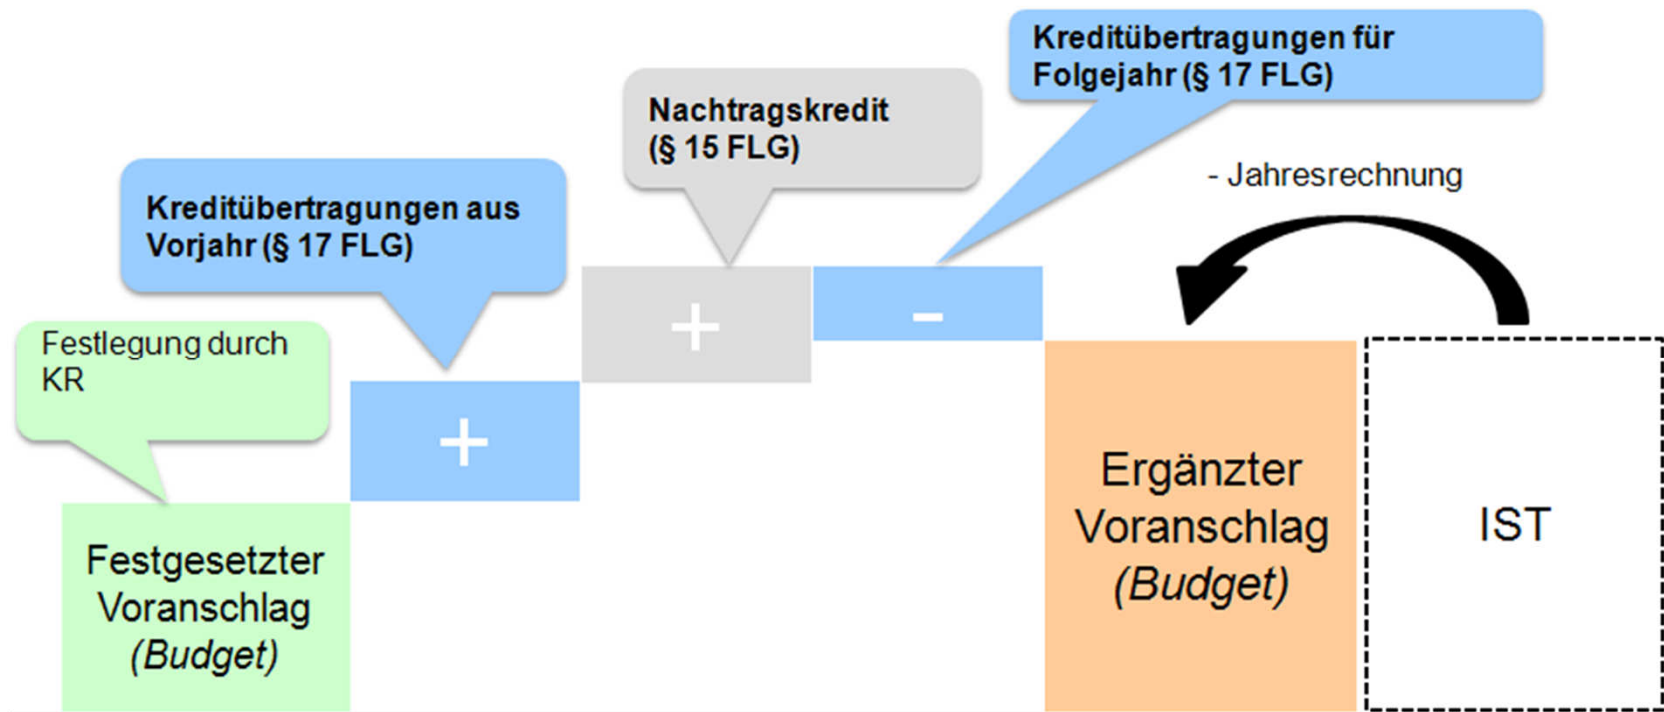 Kreditübertragungen für
Folgejahr (§ 17 FLG)
Nachtragskredit
(§ 15 FLG)
- Jahresrechnung
Kreditübertragungen aus
Vorjahr (§ 17 FLG)
Festlegung durch
KR
+
+
-
Festgesetzter
Voranschlag
(Budget)
Ergänzter
Voranschlag
(Budget)
IST